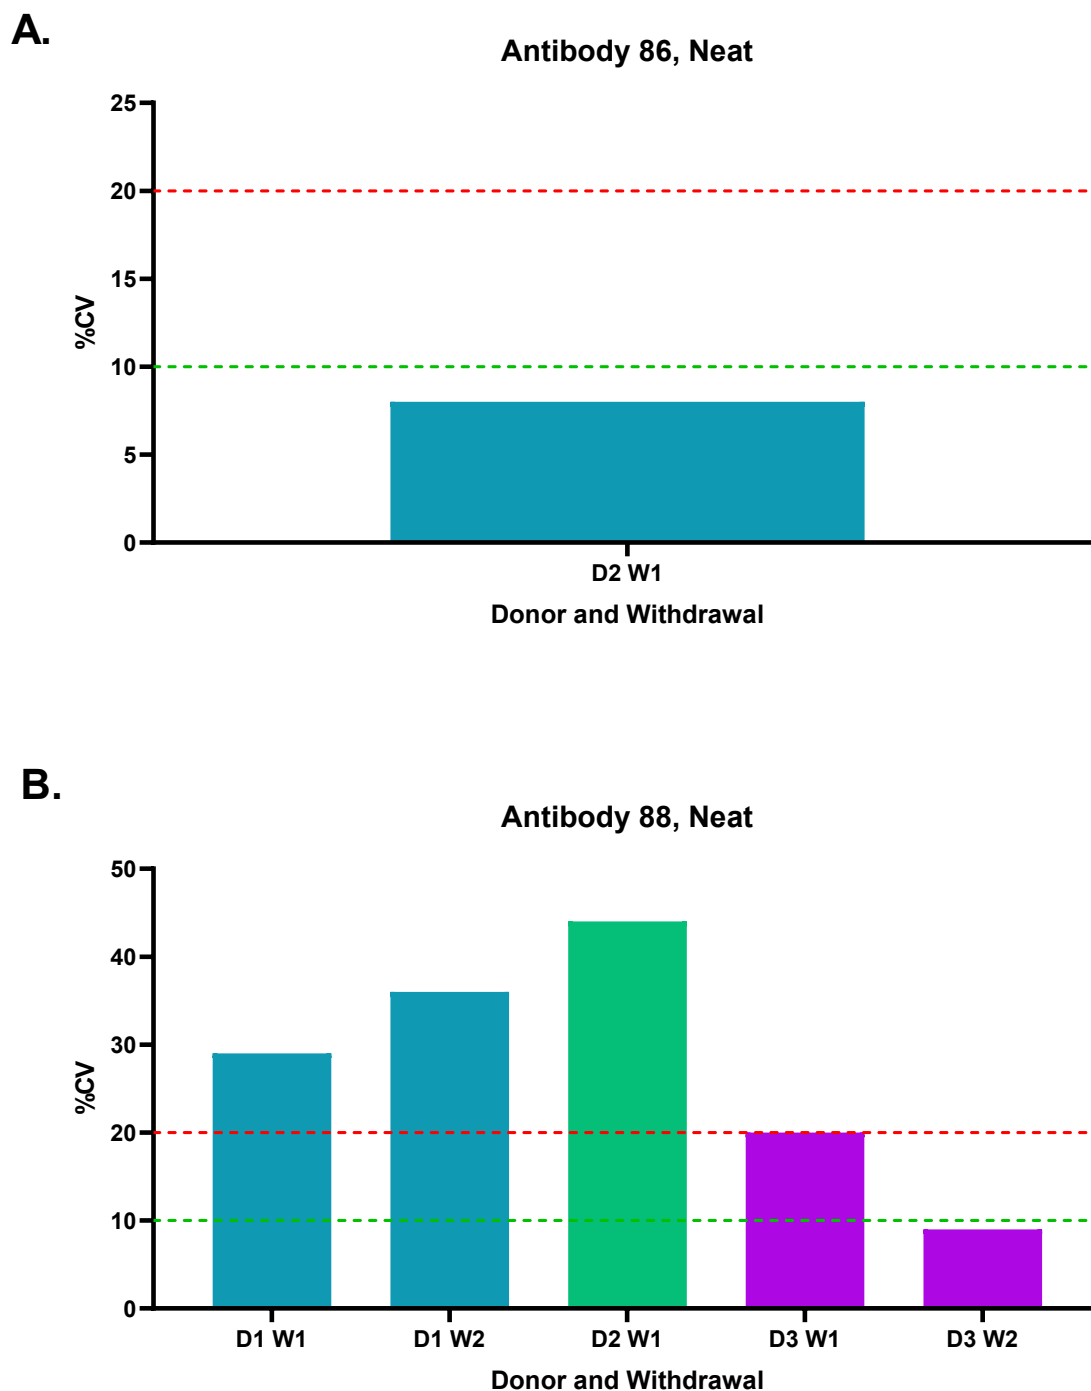 A.
Antibody 86, Neat
25
20
15
10
5
0
%CV
D2 W1
Donor and Withdrawal
B.
Antibody 88, Neat
50
40
30
20
10
0
%CV
D1 W1 D1 W2 D2 W1 D3 W1 D3 W2
Donor and Withdrawal